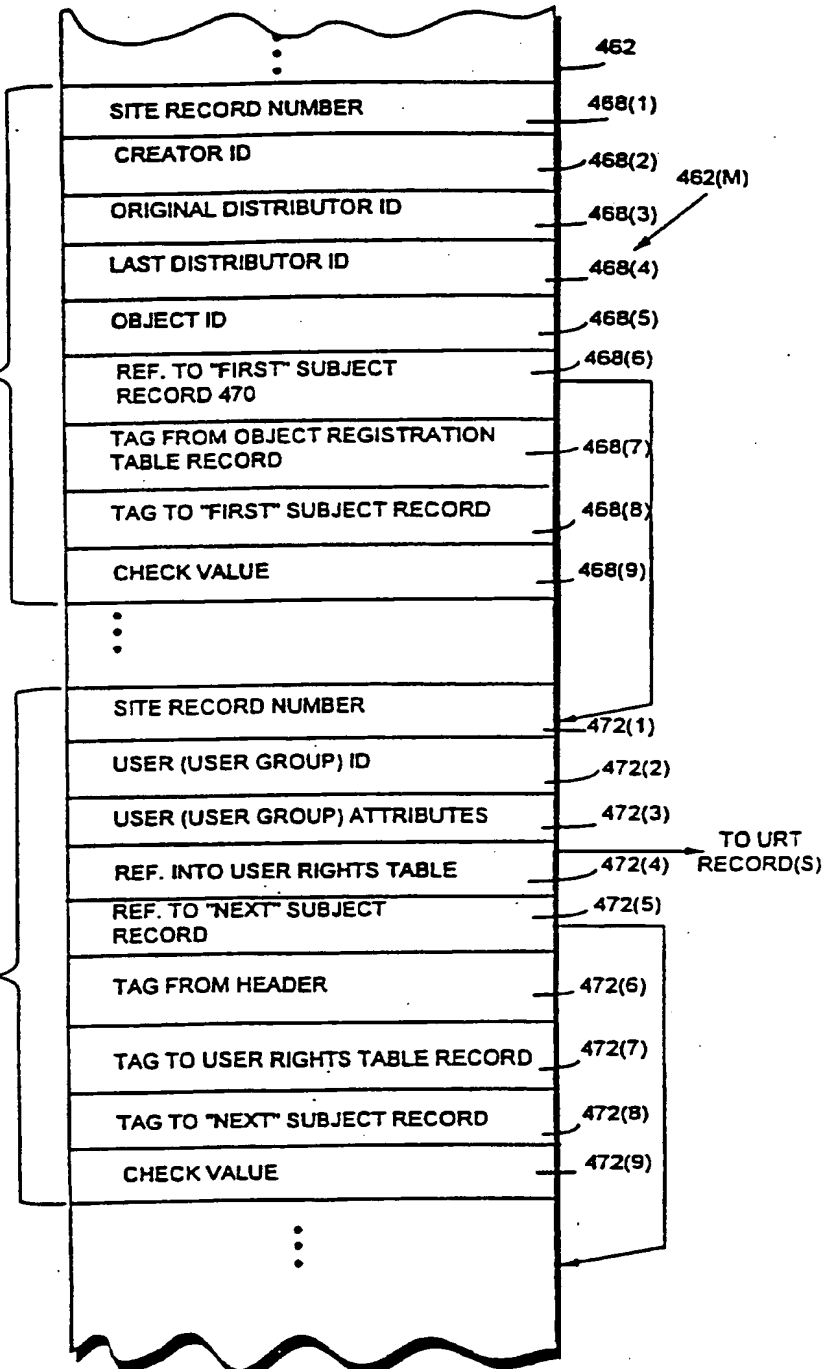 462
SITE RECORD NUMBER 468(1)
CREATOR ID 468(2)
462(M)
ORIGINAL DISTRIBUTOR ID 468(3)
LAST DISTRIBUTOR ID 468(4)
OBJECT ID 468(5)
REF. TO "FIRST" SUBJECT 468(6)
RECORD 470
TAG FROM OBJECT REGISTRATION
TABLE RECORD 468(7)
TAG TO "FIRST" SUBJECT RECORD 468(8)
CHECK VALUE 468(9)
SITE RECORD NUMBER 472(1)
USER (USER GROUP) ID 472(2)
USER (USER GROUP) ATTRIBUTES 472(3)
REF. INTO USER RIGHTS TABLE 472(4)
TO URT
RECORD(S)
REF. TO "NEXT" SUBJECT 472(5)
RECORD
TAG FROM HEADER 472(6)
TAG TO USER RIGHTS TABLE RECORD 472(7)
TAG TO "NEXT" SUBJECT RECORD 472(8)
CHECK VALUE 472(9)